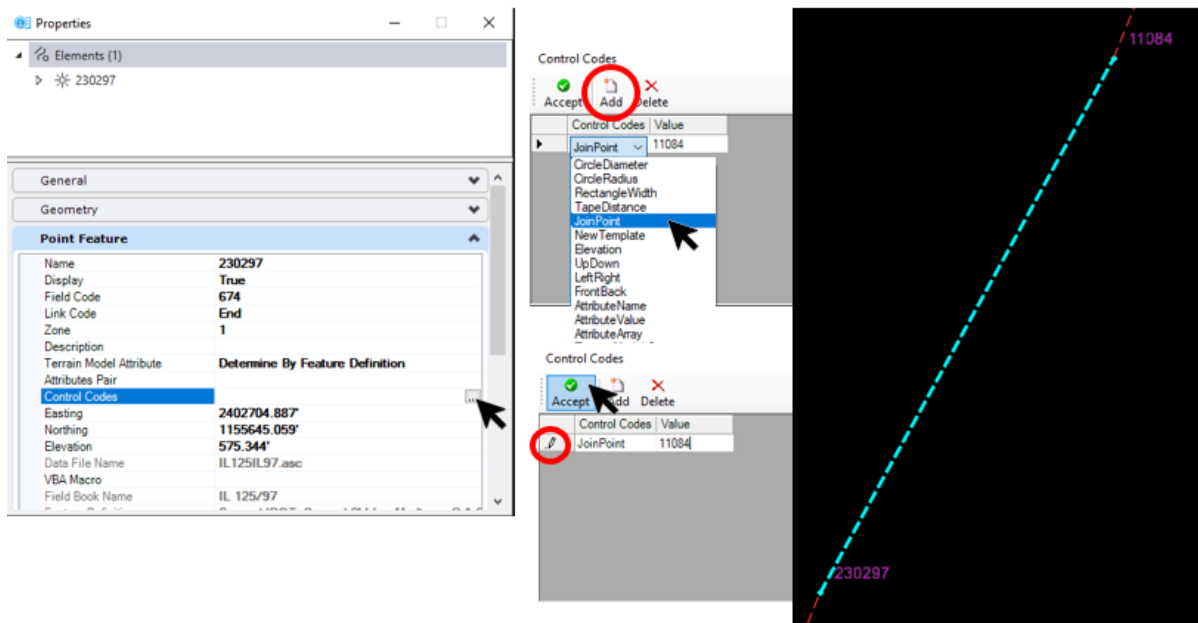 Properties
Elements (1)
230297
General
Geometry
Point Feature
Name 230297
Display True
Field Code 674
Link Code End
Zone 1
Description
Terrain Model Attribute Determine By Feature Definition
Attributes Pair
Control Codes ...
Easting 2402704.887'
Northing 1155645.059'
Elevation 575.344'
Data File Name IL125IL97.asc
VBA Macro
Field Book Name IL 125/97
Control Codes
Accept Add Delete
Control Codes Value
JoinPoint 11084
CircleDiameter
CircleRadius
RectangleWidth
TapeDistance
JoinPoint
NewTemplate
Elevation
UpDown
LeftRight
FrontBack
AttributeName
AttributeValue
AttributeArray
Control Codes
Accept Add Delete
Control Codes Value
JoinPoint 11084
11084
230297